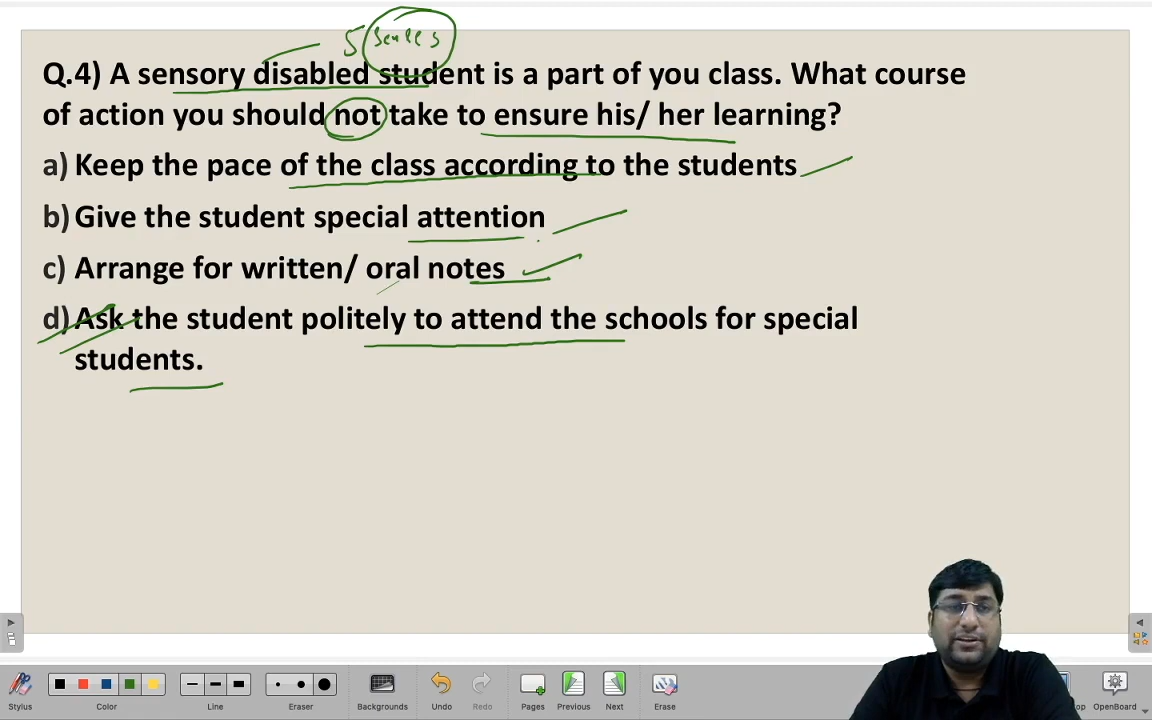 5 senses
Q.4) A sensory disabled student is a part of you class. What course
of action you should not take to ensure his/ her learning?
a) Keep the pace of the class according to the students
b) Give the student special attention
c) Arrange for written/ oral notes
d) Ask the student politely to attend the schools for special
students.
Stylus Color Line Eraser Backgrounds Undo Redo Pages Previous Next Erase OpenBoard